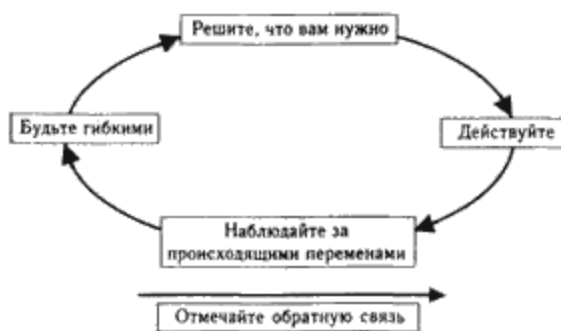 Решите, что вам нужно
Будьте гибкими
Действуйте
Наблюдайте за
происходящими переменами
Отмечайте обратную связь